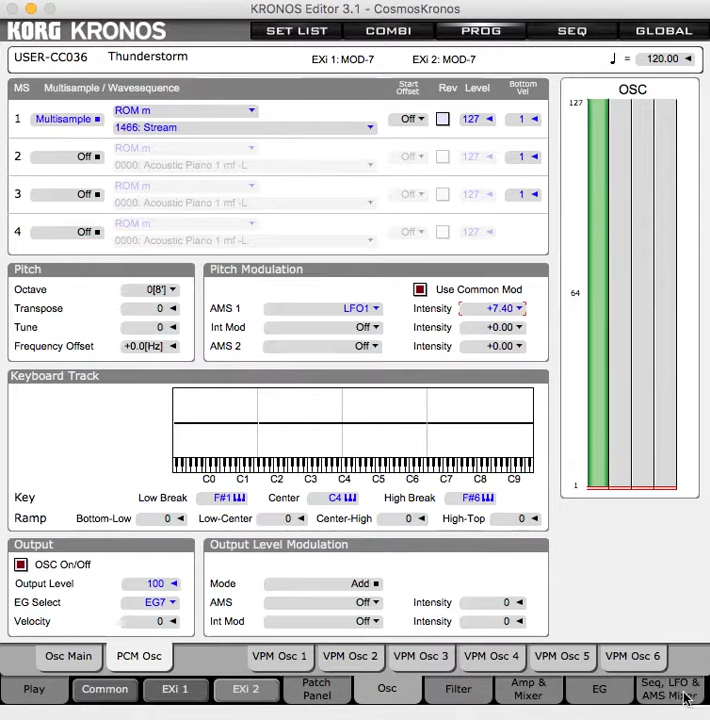 KRONOS Editor 3.1 - CosmosKronos
KORG KRONOS SET LIST COMBI PROG SEQ GLOBAL
USER-CC036 Thunderstorm EXi 1: MOD-7 EXi 2: MOD-7 ♩ = 120.00
MS Multisample / Wavesequence Start Offset Rev Level Bottom Vel
1 Multisample ROM m Off 127 1
1466: Stream
2 Off ROM m Off 127 1
0000: Acoustic Piano 1 mf -L
3 Off ROM m Off 127 1
0000: Acoustic Piano 1 mf -L
4 Off ROM m Off 127
0000: Acoustic Piano 1 mf -L
OSC
127
64
1
Pitch
Octave 0[8']
Transpose 0
Tune 0
Frequency Offset +0.0[Hz]
Pitch Modulation
Use Common Mod
AMS 1 LFO1 Intensity +7.40
Int Mod Off Intensity +0.00
AMS 2 Off Intensity +0.00
Keyboard Track
C0 C1 C2 C3 C4 C5 C6 C7 C8 C9
Key Low Break F#1 Center C4 High Break F#6
Ramp Bottom-Low 0 Low-Center 0 Center-High 0 High-Top 0
Output
OSC On/Off
Output Level 100
EG Select EG7
Velocity 0
Output Level Modulation
Mode Add
AMS Off Intensity 0
Int Mod Off Intensity 0
Osc Main PCM Osc VPM Osc 1 VPM Osc 2 VPM Osc 3 VPM Osc 4 VPM Osc 5 VPM Osc 6
Play Common EXi 1 EXi 2 Patch Panel Osc Filter Amp & Mixer EG Seq, LFO & AMS Mixer